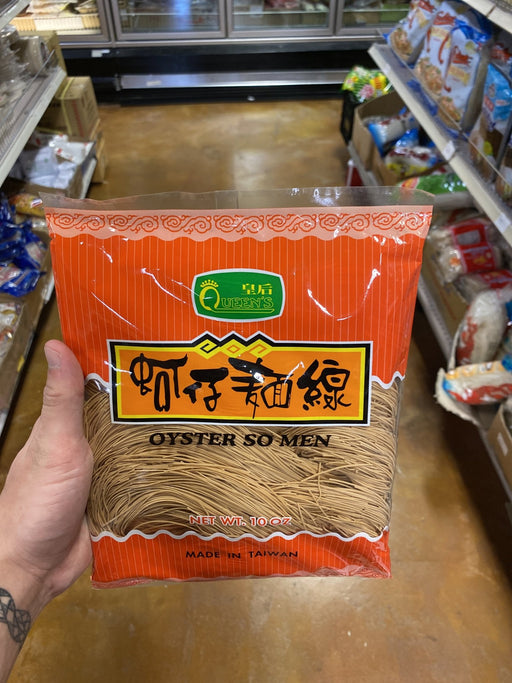 皇后
QUEEN'S
蚵仔麵線
OYSTER SO MEN
NET WT. 10 OZ
MADE IN TAIWAN